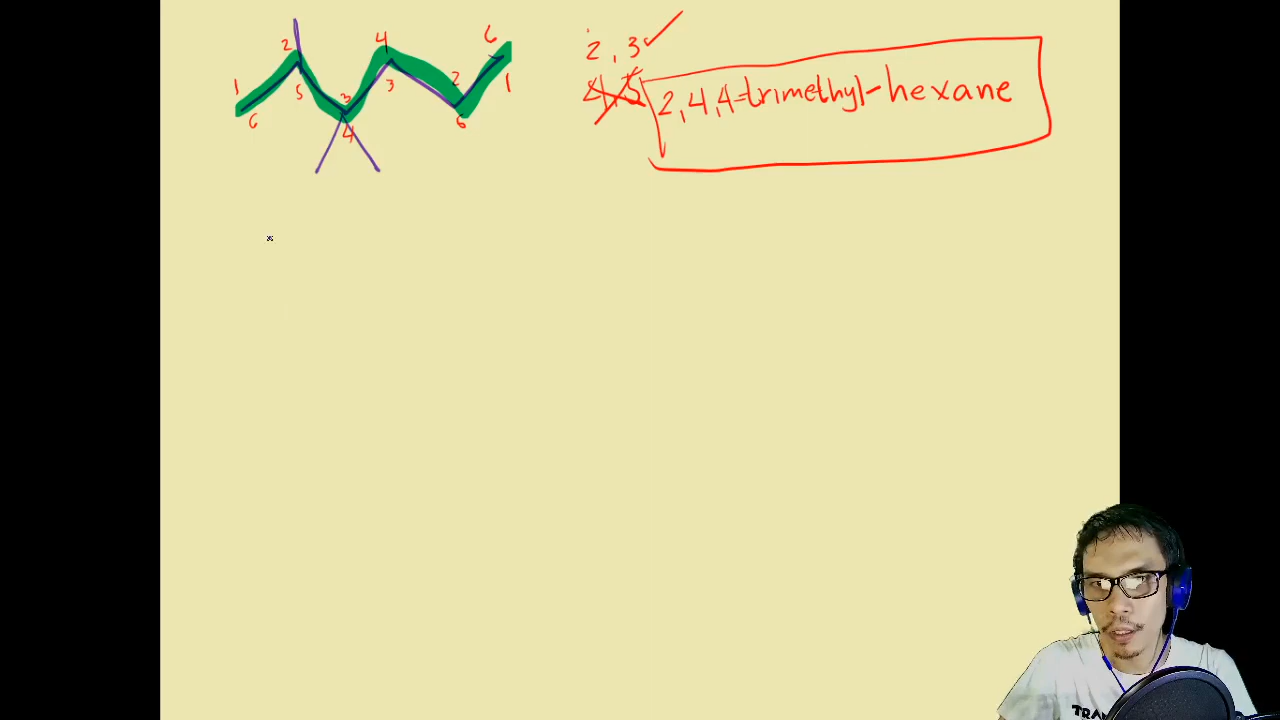 2 4 6
1 5 3 3 2 1
6 4 6
2, 3
4, 5
2,4,4-trimethyl-hexane
TRAN